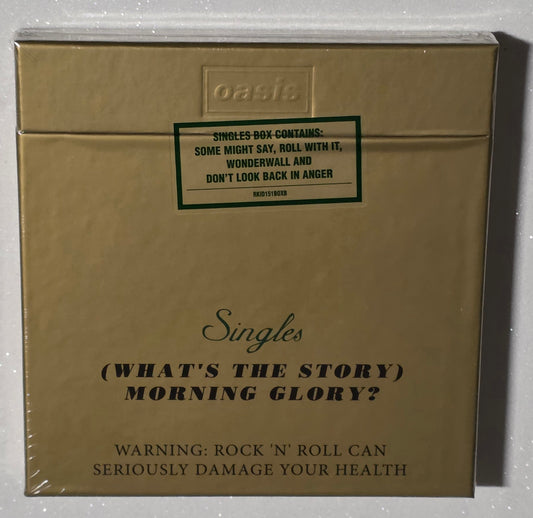 oasis
SINGLES BOX CONTAINS:
SOME MIGHT SAY, ROLL WITH IT,
WONDERWALL AND
DON'T LOOK BACK IN ANGER
RKID151BOXB
Singles
(WHAT'S THE STORY)
MORNING GLORY?
WARNING: ROCK 'N' ROLL CAN
SERIOUSLY DAMAGE YOUR HEALTH